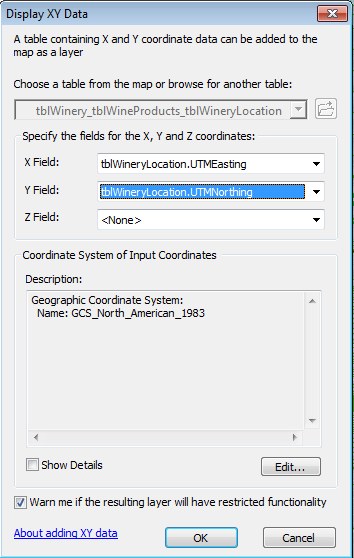 Display XY Data
A table containing X and Y coordinate data can be added to the
map as a layer
Choose a table from the map or browse for another table:
tblWinery_tblWineProducts_tblWineryLocation
Specify the fields for the X, Y and Z coordinates:
X Field: tblWineryLocation.UTMEasting
Y Field: tblWineryLocation.UTMNorthing
Z Field: <None>
Coordinate System of Input Coordinates
Description:
Geographic Coordinate System:
Name: GCS_North_American_1983
Show Details Edit...
Warn me if the resulting layer will have restricted functionality
About adding XY data OK Cancel